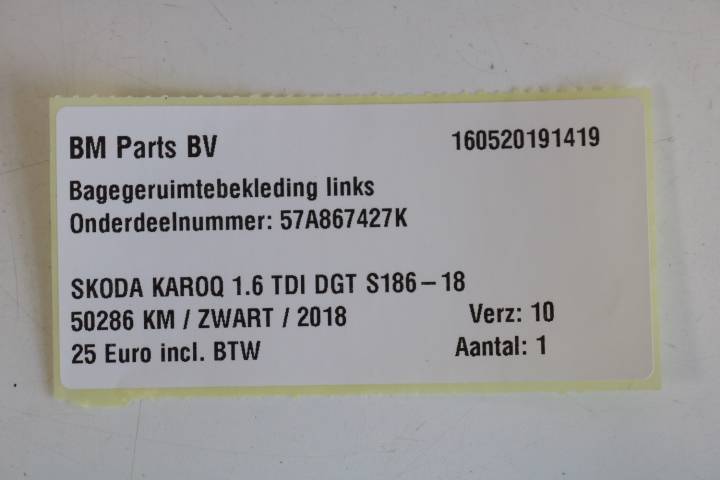 BM Parts BV 160520191419
Bagegeruimtebekleding links
Onderdeelnummer: 57A867427K
SKODA KAROQ 1.6 TDI DGT S186-18
50286 KM / ZWART / 2018 Verz: 10
25 Euro incl. BTW Aantal: 1